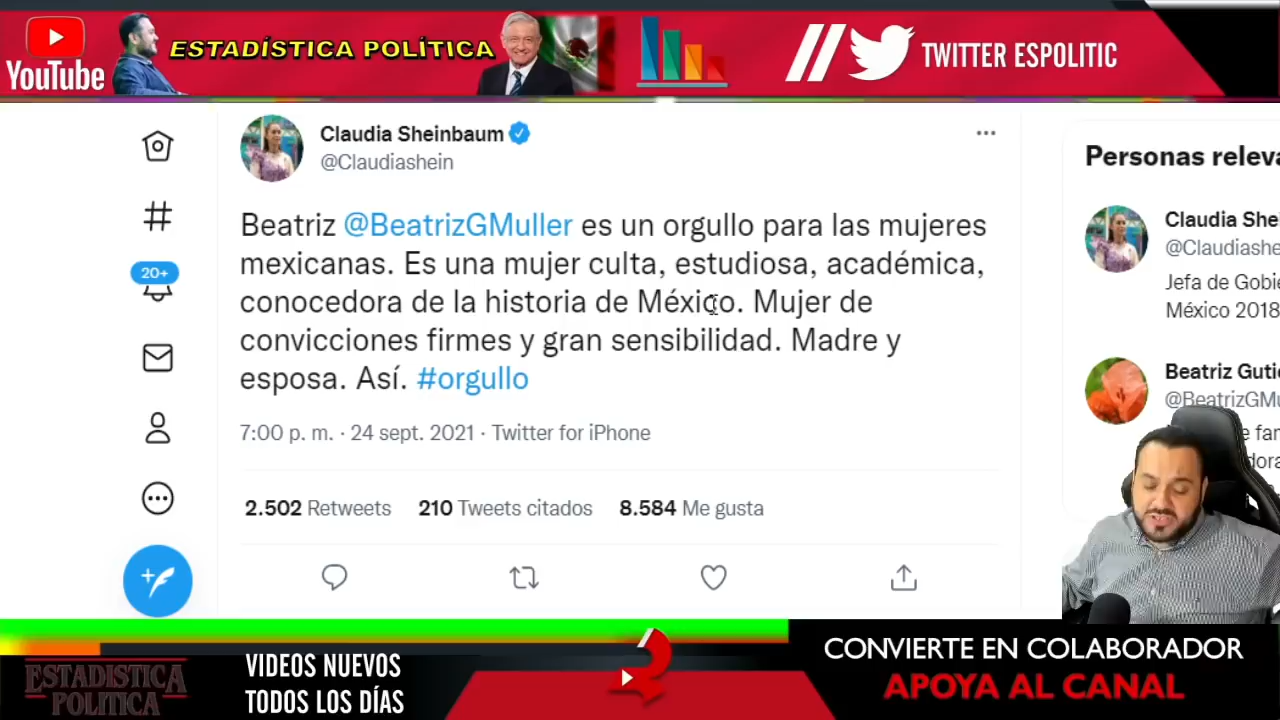 YouTube
ESTADÍSTICA POLÍTICA
TWITTER ESPOLITIC
Claudia Sheinbaum
@Claudiashein
Beatriz @BeatrizGMuller es un orgullo para las mujeres
mexicanas. Es una mujer culta, estudiosa, académica,
conocedora de la historia de México. Mujer de
convicciones firmes y gran sensibilidad. Madre y
esposa. Así. #orgullo
7:00 p. m. · 24 sept. 2021 · Twitter for iPhone
2.502 Retweets 210 Tweets citados 8.584 Me gusta
20+
Personas releva
Claudia She
@Claudiashe
Jefa de Gobie
México 2018
Beatriz Gutie
@BeatrizGMu
ESTADISTICA
POLÍTICA
VIDEOS NUEVOS
TODOS LOS DÍAS
CONVIERTE EN COLABORADOR
APOYA AL CANAL